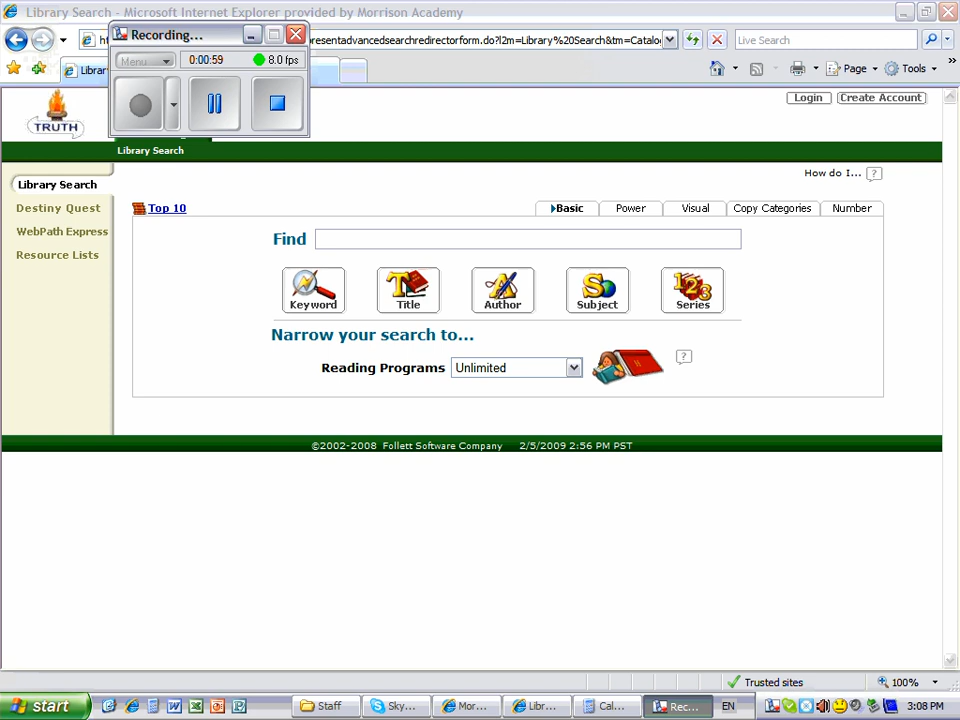 Library Search - Microsoft Internet Explorer provided by Morrison Academy
Recording...
presentadvancedsearchredirectorform.do?l2m=Library%20Search&tm=Catalo
Live Search
Menu
0:00:59
8.0 fps
Librar
Page
Tools
TRUTH
Login
Create Account
Library Search
How do I... ?
Library Search
Destiny Quest
WebPath Express
Resource Lists
Top 10
Basic
Power
Visual
Copy Categories
Number
Find
Keyword
Title
Author
Subject
Series
Narrow your search to...
Reading Programs
Unlimited
?
©2002-2008 Follett Software Company 2/5/2009 2:56 PM PST
Trusted sites
100%
start
Staff
Sky...
Mor...
Libr...
Cal...
Rec...
EN
3:08 PM